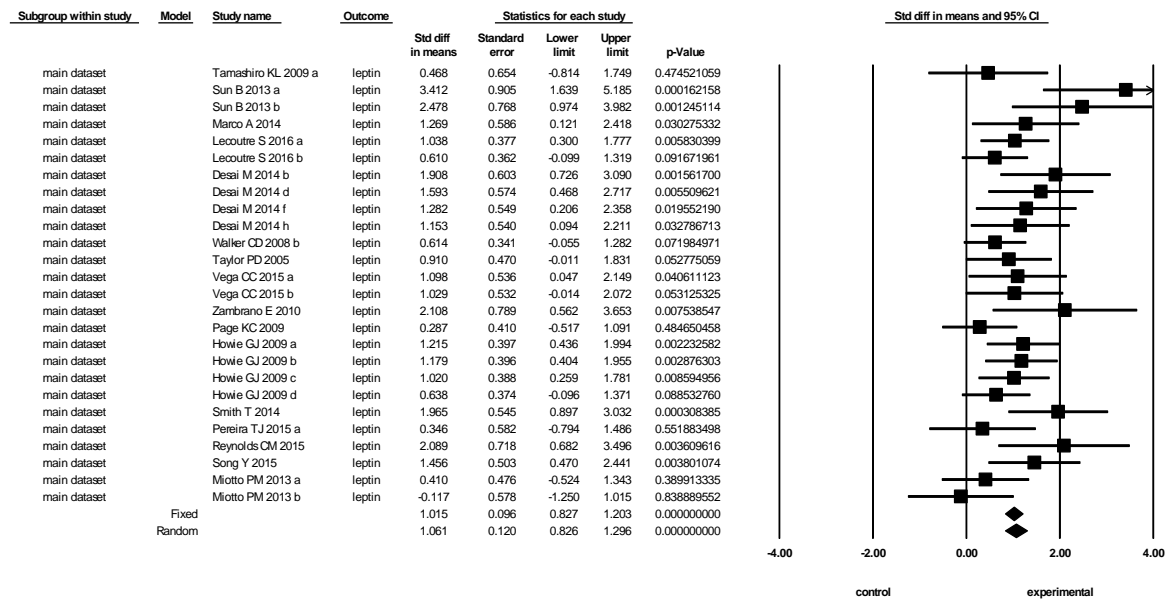 Subgroup within study Model Study name Outcome Statistics for each study Std diff in means and 95% CI
Std diff Standard Lower Upper
in means error limit limit p-Value
main dataset Tamashiro KL 2009 a leptin 0.468 0.654 -0.814 1.749 0.474521059
main dataset Sun B 2013 a leptin 3.412 0.905 1.639 5.185 0.000162158
main dataset Sun B 2013 b leptin 2.478 0.768 0.974 3.982 0.001245114
main dataset Marco A 2014 leptin 1.269 0.586 0.121 2.418 0.030275332
main dataset Lecoutre S 2016 a leptin 1.038 0.377 0.300 1.777 0.005830399
main dataset Lecoutre S 2016 b leptin 0.610 0.362 -0.099 1.319 0.091671961
main dataset Desai M 2014 b leptin 1.908 0.603 0.726 3.090 0.001561700
main dataset Desai M 2014 d leptin 1.593 0.574 0.468 2.717 0.005509621
main dataset Desai M 2014 f leptin 1.282 0.549 0.206 2.358 0.019552190
main dataset Desai M 2014 h leptin 1.153 0.540 0.094 2.211 0.032786713
main dataset Walker CD 2008 b leptin 0.614 0.341 -0.055 1.282 0.071984971
main dataset Taylor PD 2005 leptin 0.910 0.470 -0.011 1.831 0.052775059
main dataset Vega CC 2015 a leptin 1.098 0.536 0.047 2.149 0.040611123
main dataset Vega CC 2015 b leptin 1.029 0.532 -0.014 2.072 0.053125325
main dataset Zambrano E 2010 leptin 2.108 0.789 0.562 3.653 0.007538547
main dataset Page KC 2009 leptin 0.287 0.410 -0.517 1.091 0.484650458
main dataset Howie GJ 2009 a leptin 1.215 0.397 0.436 1.994 0.002232582
main dataset Howie GJ 2009 b leptin 1.179 0.396 0.404 1.955 0.002876303
main dataset Howie GJ 2009 c leptin 1.020 0.388 0.259 1.781 0.008594956
main dataset Howie GJ 2009 d leptin 0.638 0.374 -0.096 1.371 0.088532760
main dataset Smith T 2014 leptin 1.965 0.545 0.897 3.032 0.000308385
main dataset Pereira TJ 2015 a leptin 0.346 0.582 -0.794 1.486 0.551883498
main dataset Reynolds CM 2015 leptin 2.089 0.718 0.682 3.496 0.003609616
main dataset Song Y 2015 leptin 1.456 0.503 0.470 2.441 0.003801074
main dataset Miotto PM 2013 a leptin 0.410 0.476 -0.524 1.343 0.389913335
main dataset Miotto PM 2013 b leptin -0.117 0.578 -1.250 1.015 0.838889552
Fixed 1.015 0.096 0.827 1.203 0.000000000
Random 1.061 0.120 0.826 1.296 0.000000000
-4.00 -2.00 0.00 2.00 4.00
control experimental